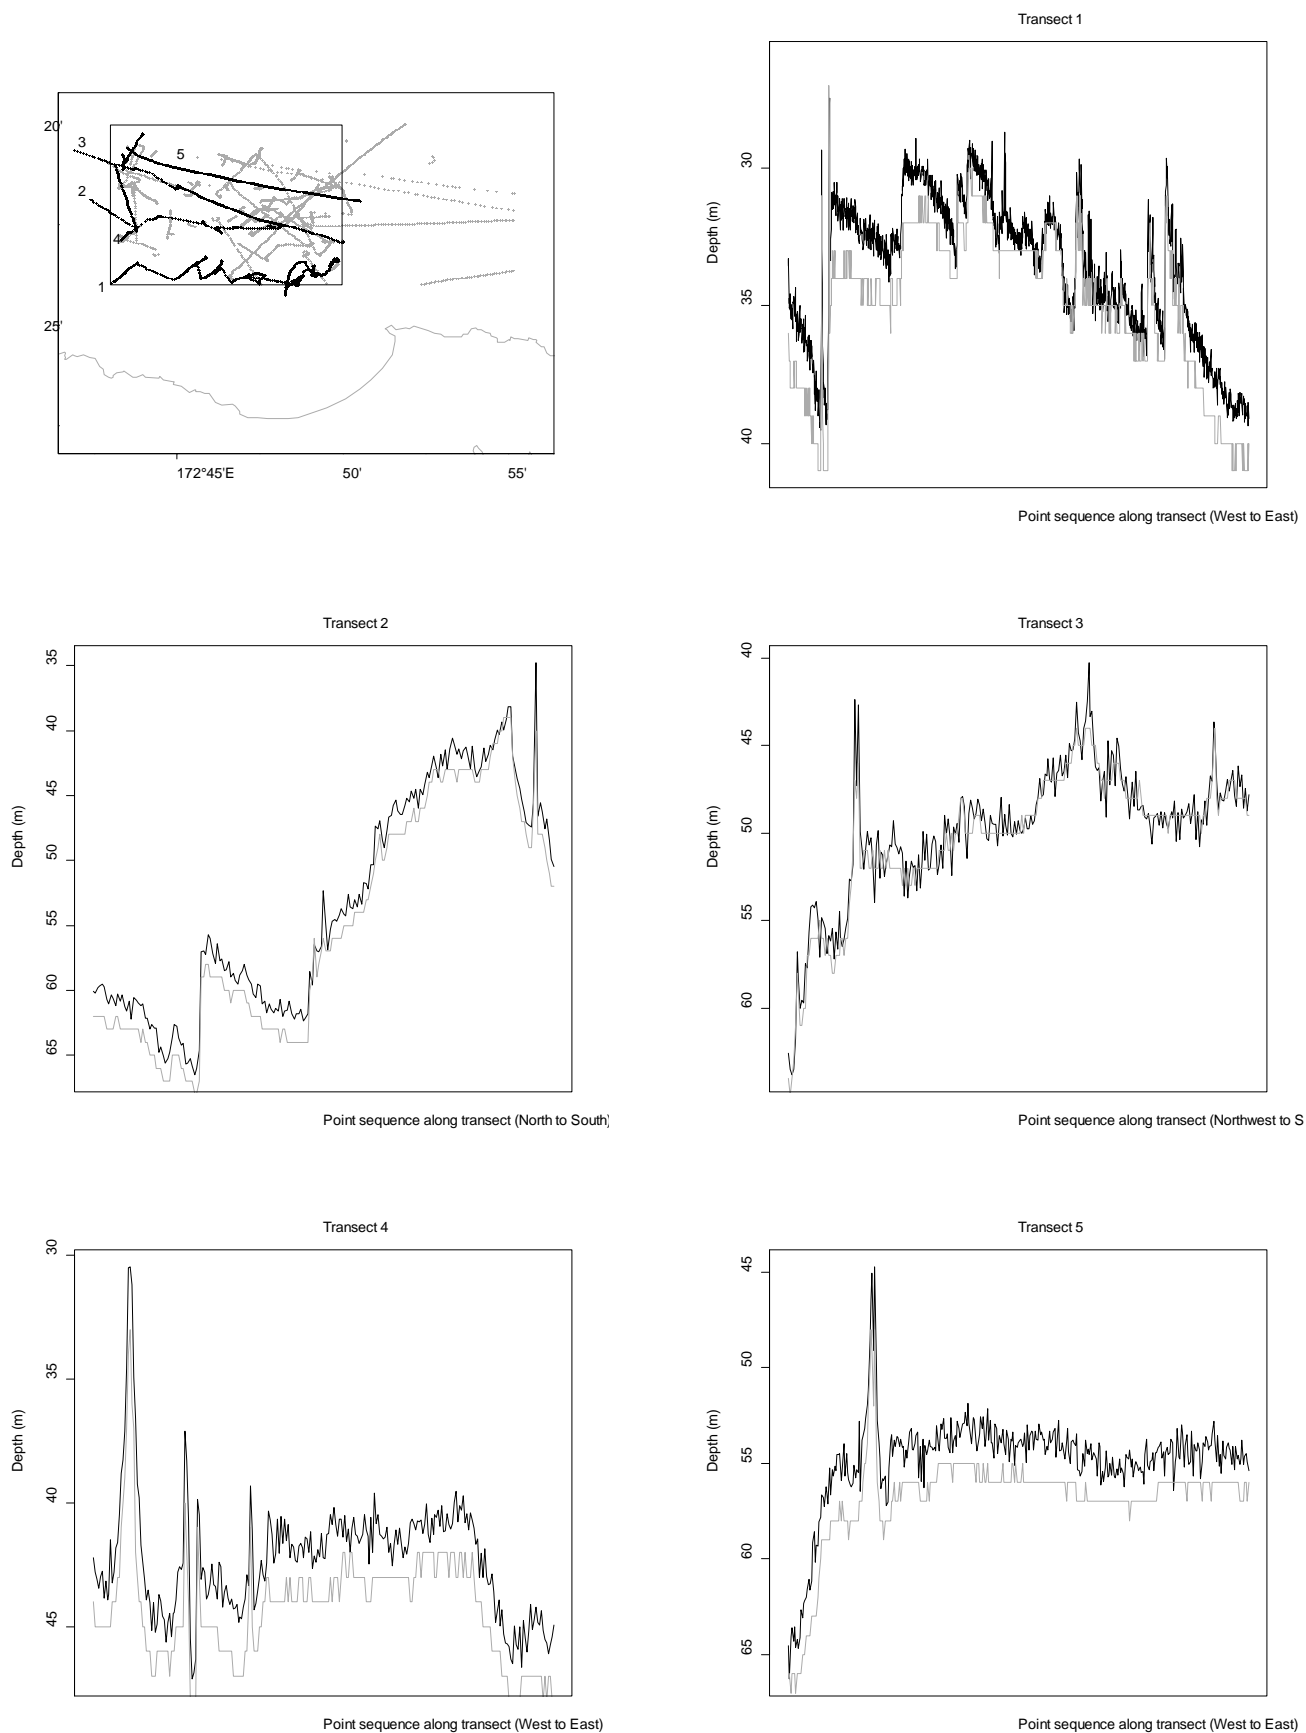 20'
3
5
2
4
1
25'
172°45'E
50'
55'
Transect 1
30
35
40
Depth (m)
Point sequence along transect (West to East)
Transect 2
35
40
45
50
55
60
65
Depth (m)
Point sequence along transect (North to South)
Transect 3
40
45
50
55
60
Depth (m)
Point sequence along transect (Northwest to S
Transect 4
30
35
40
45
Depth (m)
Point sequence along transect (West to East)
Transect 5
45
50
55
60
65
Depth (m)
Point sequence along transect (West to East)